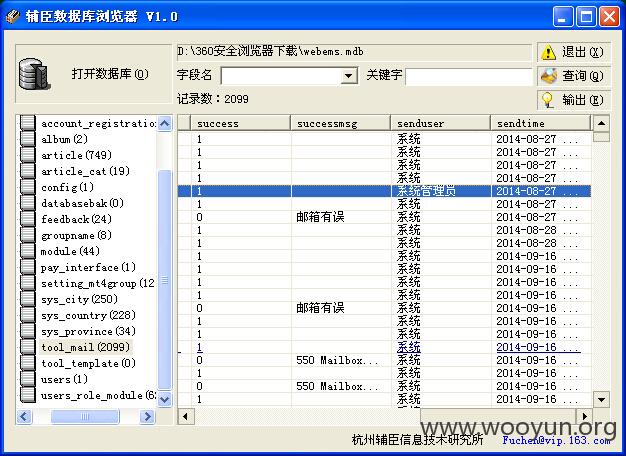 辅臣数据库浏览器 V1.0
打开数据库(O)
D:\360安全浏览器下载\webems.mdb
字段名 关键字
记录数：2099
退出(X)
查询(Q)
输出(E)
account_registratio
album(2)
article(749)
article_cat(19)
config(1)
databasebak(0)
feedback(24)
groupname(8)
module(44)
pay_interface(1)
setting_mt4group(12
sys_city(250)
sys_country(228)
sys_province(34)
tool_mail(2099)
tool_template(0)
users(1)
users_role_module(6
success successmsg senduser sendtime
1 系统 2014-08-27 ...
1 系统 2014-08-27 ...
1 系统 2014-08-27 ...
1 系统 2014-08-27 ...
1 系统管理员 2014-08-27 ...
1 系统 2014-08-27 ...
0 邮箱有误 系统 2014-08-27 ...
1 系统 2014-08-28 ...
1 系统 2014-08-28 ...
1 系统 2014-09-16 ...
1 系统 2014-09-16 ...
1 系统 2014-09-16 ...
1 系统 2014-09-16 ...
0 邮箱有误 系统 2014-09-16 ...
1 系统 2014-09-16 ...
1 系统 2014-09-16 ...
1 系统 2014-09-16 ...
0 550 Mailbox... 系统 2014-09-16 ...
1 系统 2014-09-16 ...
0 550 Mailbox... 系统 2014-09-16 ...
1 系统 2014-09-16 ...
www.wooyun.org
杭州辅臣信息技术研究所 Fuchen@vip.163.com